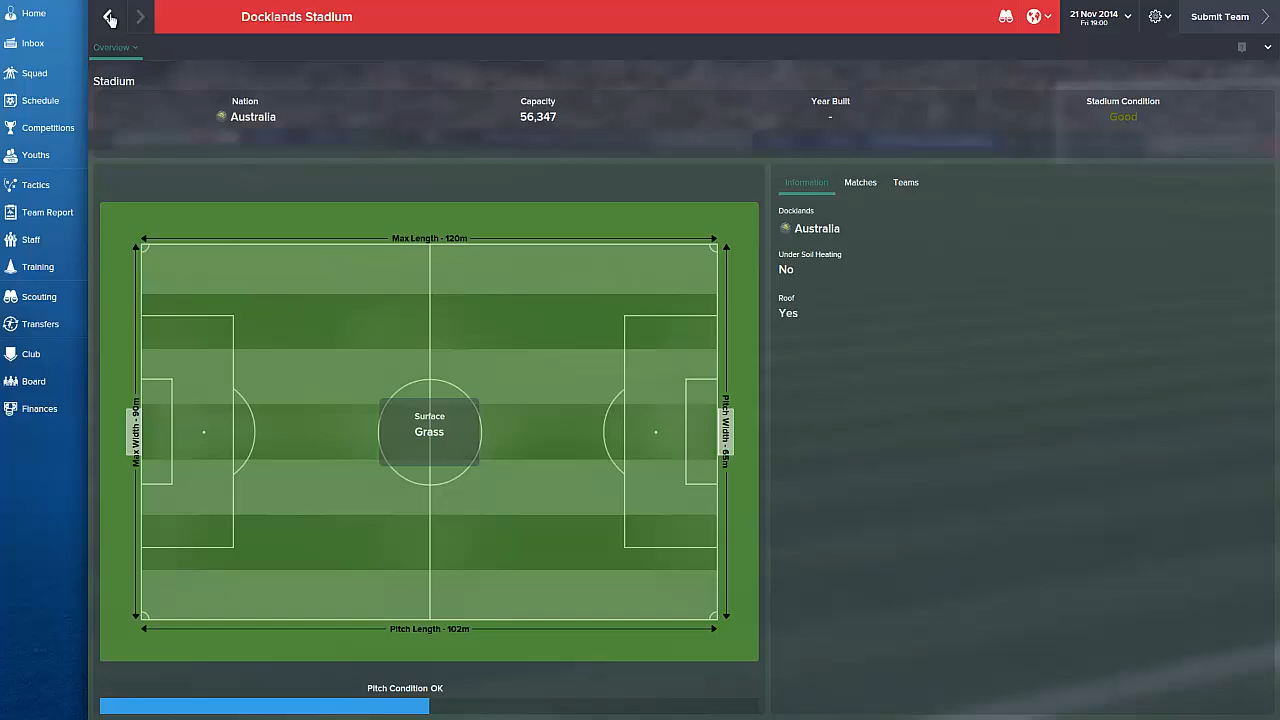 Home
Inbox
Squad
Schedule
Competitions
Youths
Tactics
Team Report
Staff
Training
Scouting
Transfers
Club
Board
Finances
Docklands Stadium
21 Nov 2014
Fri 19:00
Submit Team
Overview
Stadium
Nation
Australia
Capacity
56,347
Year Built
-
Stadium Condition
Good
Max Length - 120m
Max Width - 90m
Surface
Grass
Pitch Width - 65m
Pitch Length - 102m
Pitch Condition OK
Information Matches Teams
Docklands
Australia
Under Soil Heating
No
Roof
Yes